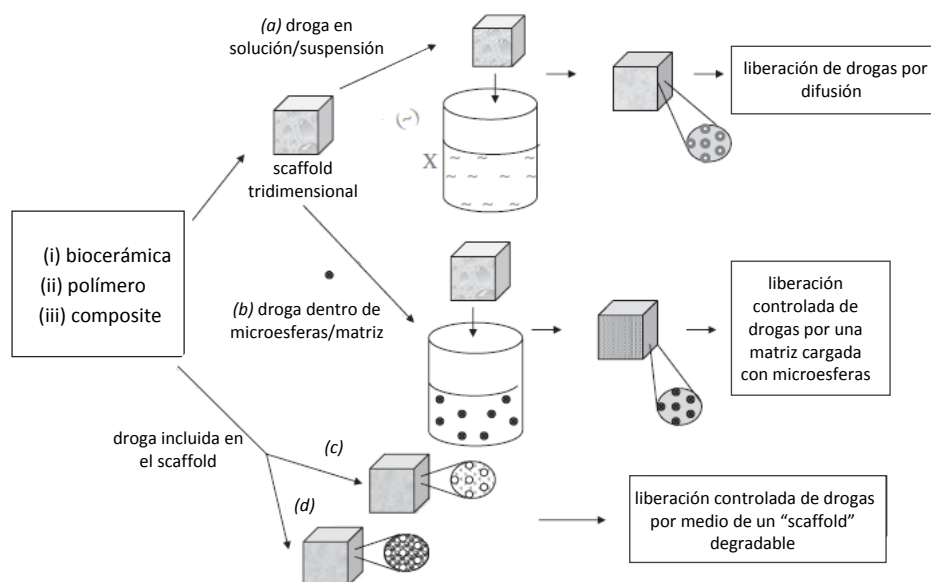 (a) droga en
solución/suspensión
liberación de drogas por
difusión
(~)
X
scaffold
tridimensional
(i) biocerámica
(ii) polímero
(iii) composite
(b) droga dentro de
microesferas/matriz
liberación
controlada de
drogas por una
matriz cargada
con microesferas
droga incluida en
el scaffold
(c)
(d)
liberación controlada de drogas
por medio de un “scaffold”
degradable